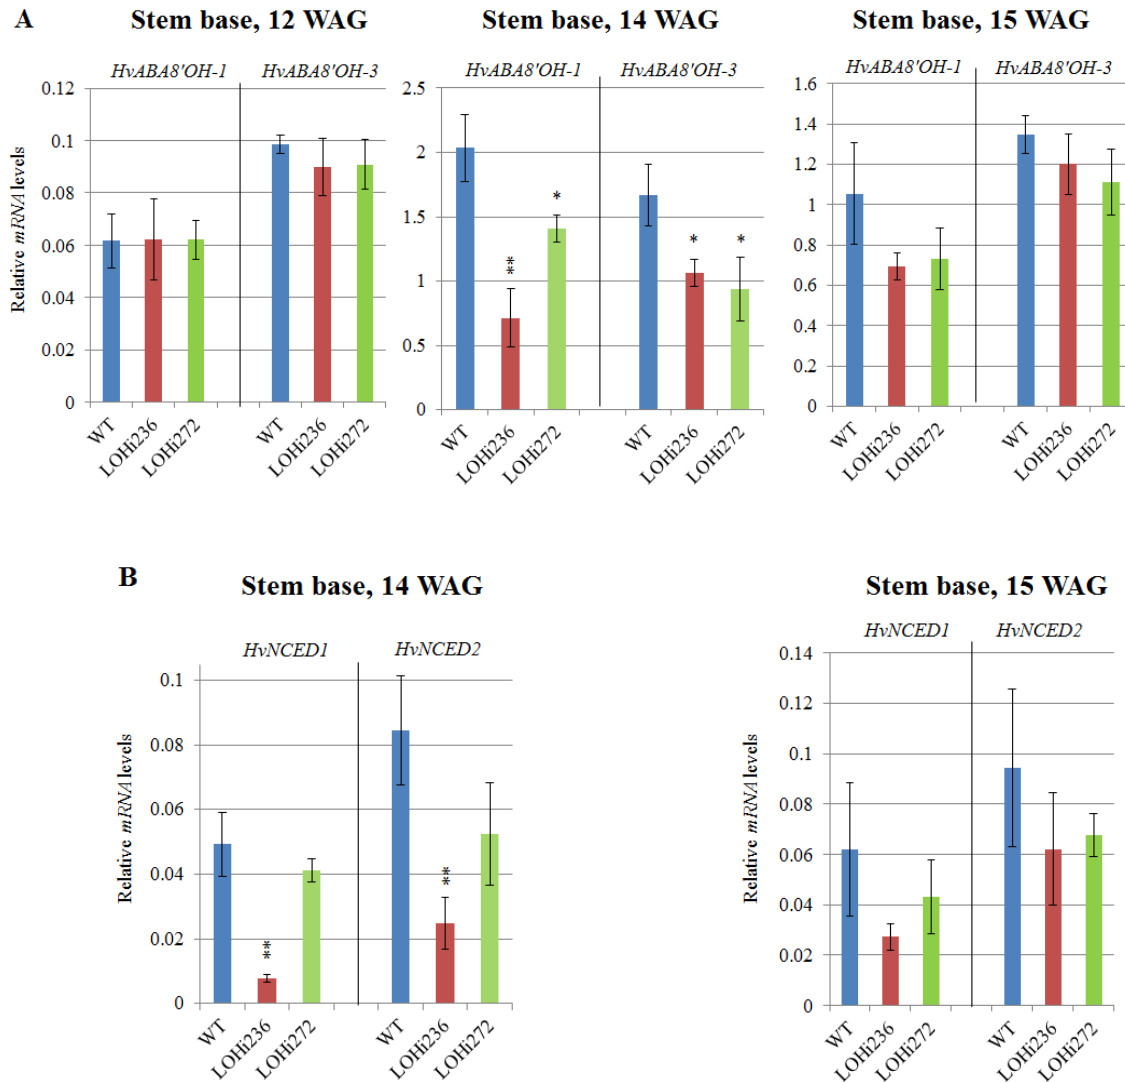 A
Stem base, 12 WAG
Stem base, 14 WAG
Stem base, 15 WAG
HvABA8'OH-1 HvABA8'OH-3
HvABA8'OH-1 HvABA8'OH-3
HvABA8'OH-1 HvABA8'OH-3
Relative mRNA levels
0.12
0.1
0.08
0.06
0.04
0.02
0
2.5
2
1.5
1
0.5
0
1.6
1.4
1.2
1
0.8
0.6
0.4
0.2
0
**
*
*
*
WT LOHi236 LOHi272 WT LOHi236 LOHi272
WT LOHi236 LOHi272 WT LOHi236 LOHi272
WT LOHi236 LOHi272 WT LOHi236 LOHi272
B
Stem base, 14 WAG
Stem base, 15 WAG
HvNCED1 HvNCED2
HvNCED1 HvNCED2
Relative mRNA levels
0.1
0.08
0.06
0.04
0.02
0
**
**
WT LOHi236 LOHi272 WT LOHi236 LOHi272
Relative mRNA levels
0.14
0.12
0.1
0.08
0.06
0.04
0.02
0
WT LOHi236 LOHi272 WT LOHi236 LOHi272